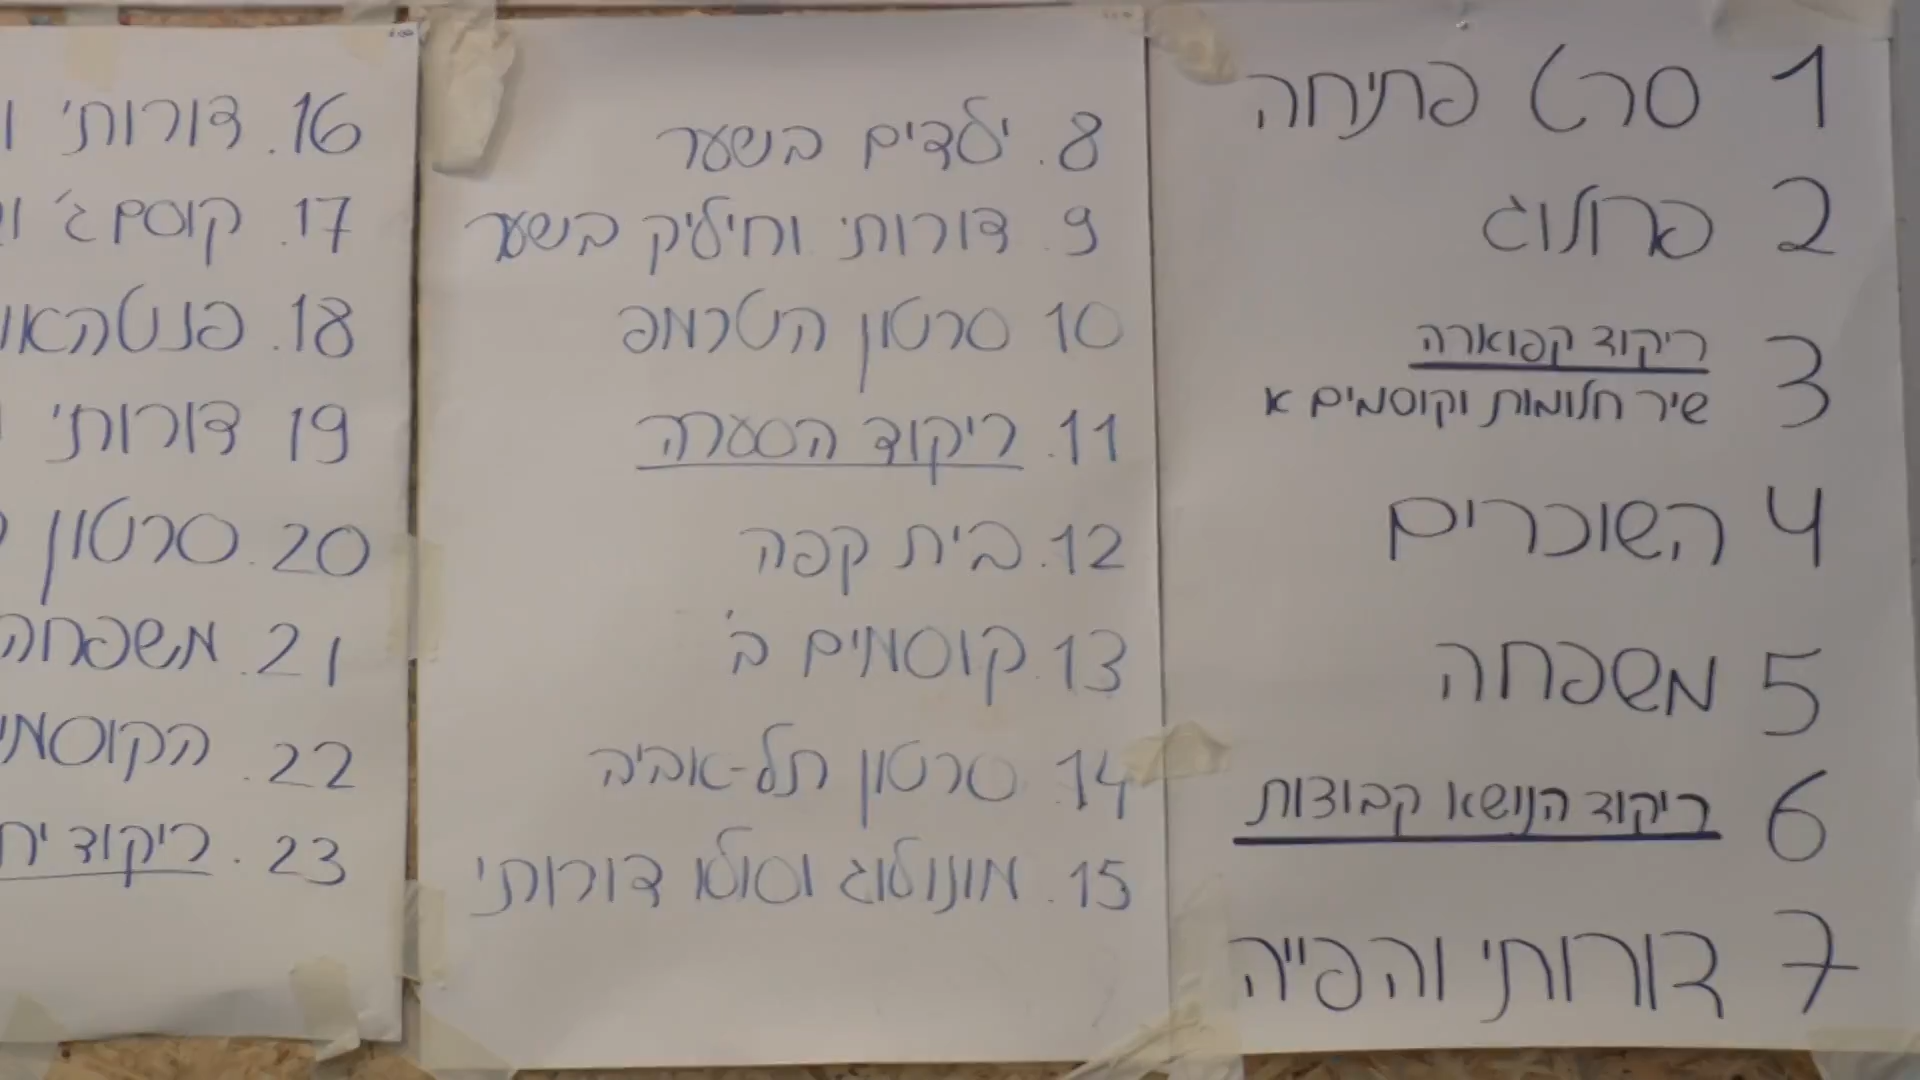 1 סרט פתיחה
2 פרולוג
3 ריקוד קפוארה
שיר חלומות וקוסמים א
4 השוכרים
5 משפחה
6 ריקוד הנושא קבוצות
7 דורותי והפייה
8. ילדים בשער
9. דורותי וחיליק בשער
10 סרטון הטרמפ
11. ריקוד הסערה
12. בית קפה
13. קוסמים ב'
14. סרטון תל-אביב
15. מונולוג וסולו דורותי
16. דורותי ו
17. קוסם ג' ו
18. פנטהאו
19 דורותי
20. סרטון
21. משפחה
22. הקוסמי
23. ריקוד יח